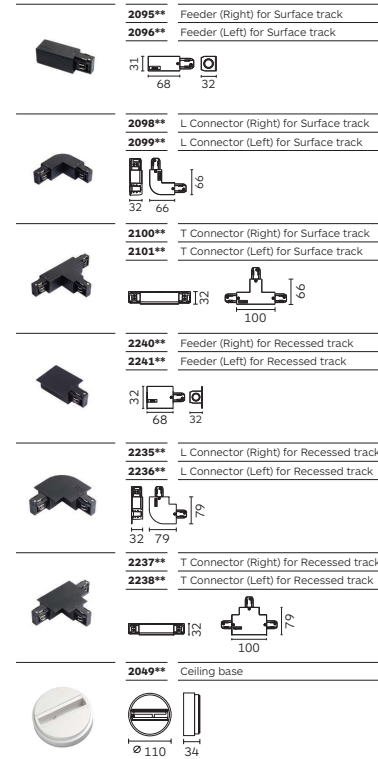 2095** Feeder (Right) for Surface track
2096** Feeder (Left) for Surface track
31
68 32
2098** L Connector (Right) for Surface track
2099** L Connector (Left) for Surface track
66
32 66
2100** T Connector (Right) for Surface track
2101** T Connector (Left) for Surface track
32
66
100
2240** Feeder (Right) for Recessed track
2241** Feeder (Left) for Recessed track
32
68 32
2235** L Connector (Right) for Recessed track
2236** L Connector (Left) for Recessed track
79
32 79
2237** T Connector (Right) for Recessed track
2238** T Connector (Left) for Recessed track
32
79
100
2049** Ceiling base
Ø 110 34